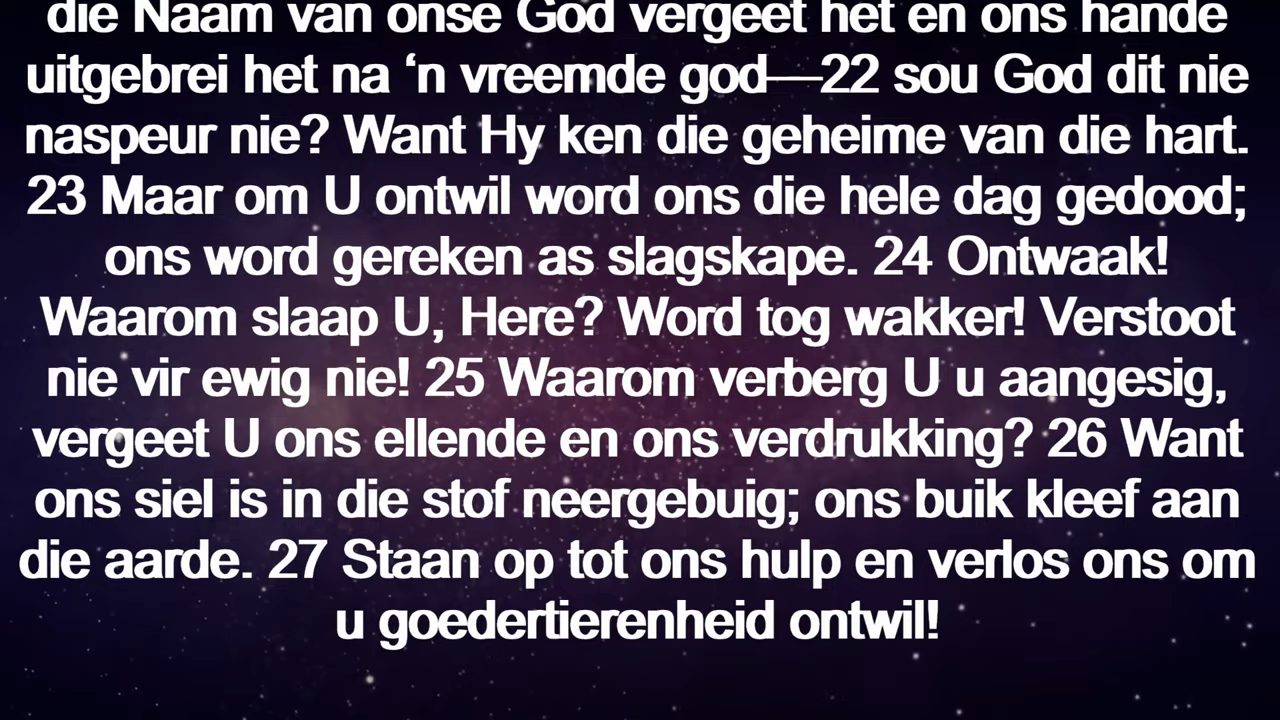 die Naam van onse God vergeet het en ons hande
uitgebrei het na ‘n vreemde god—22 sou God dit nie
naspeur nie? Want Hy ken die geheime van die hart.
23 Maar om U ontwil word ons die hele dag gedood;
ons word gereken as slagskape. 24 Ontwaak!
Waarom slaap U, Here? Word tog wakker! Verstoot
nie vir ewig nie! 25 Waarom verberg U u aangesig,
vergeet U ons ellende en ons verdrukking? 26 Want
ons siel is in die stof neergebuig; ons buik kleef aan
die aarde. 27 Staan op tot ons hulp en verlos ons om
u goedertierenheid ontwil!